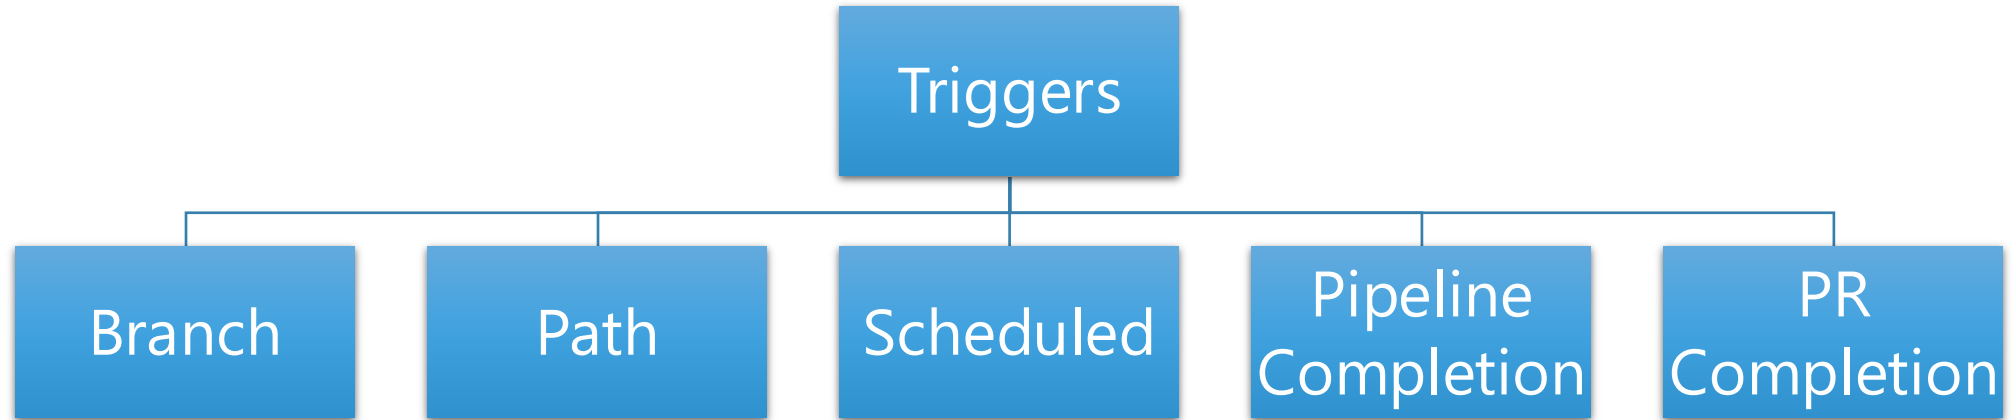 Triggers
Branch
Path
Scheduled
Pipeline
Completion
PR
Completion